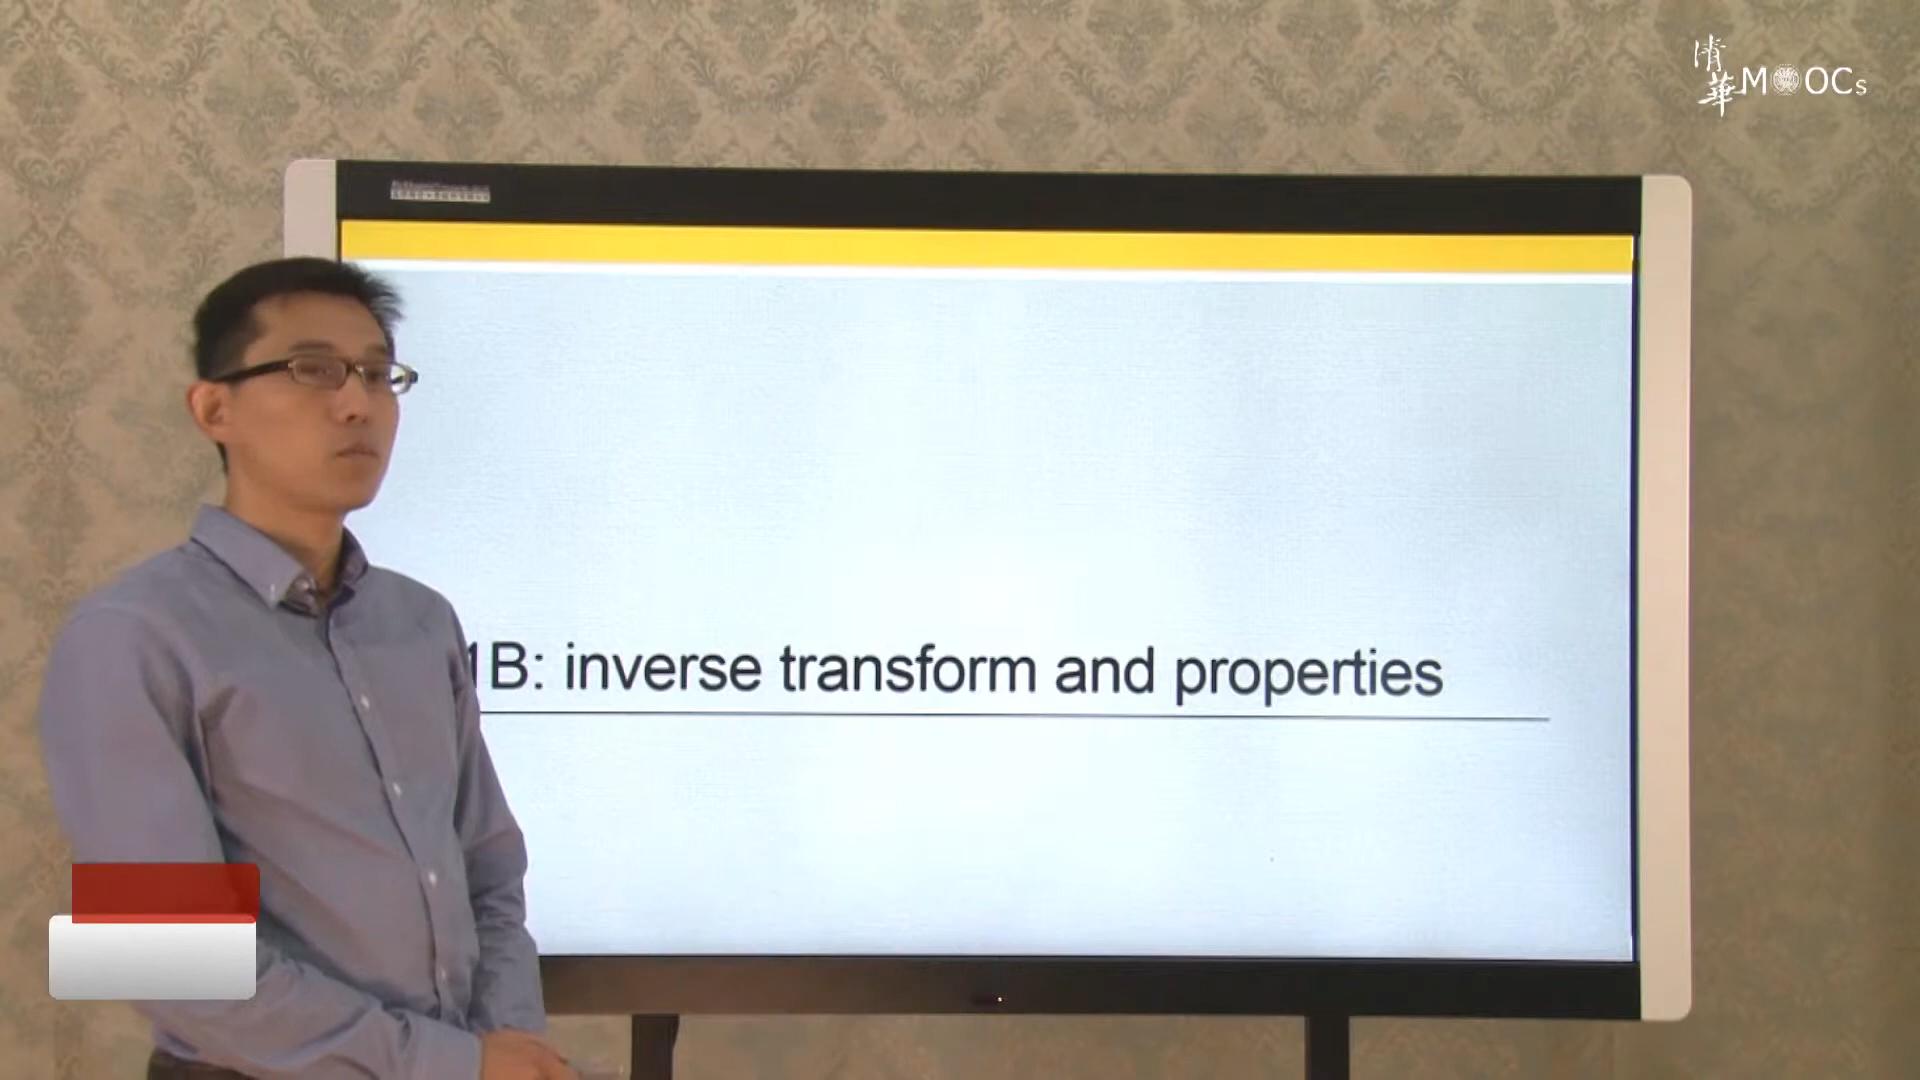 清華MOOCs
1B: inverse transform and properties